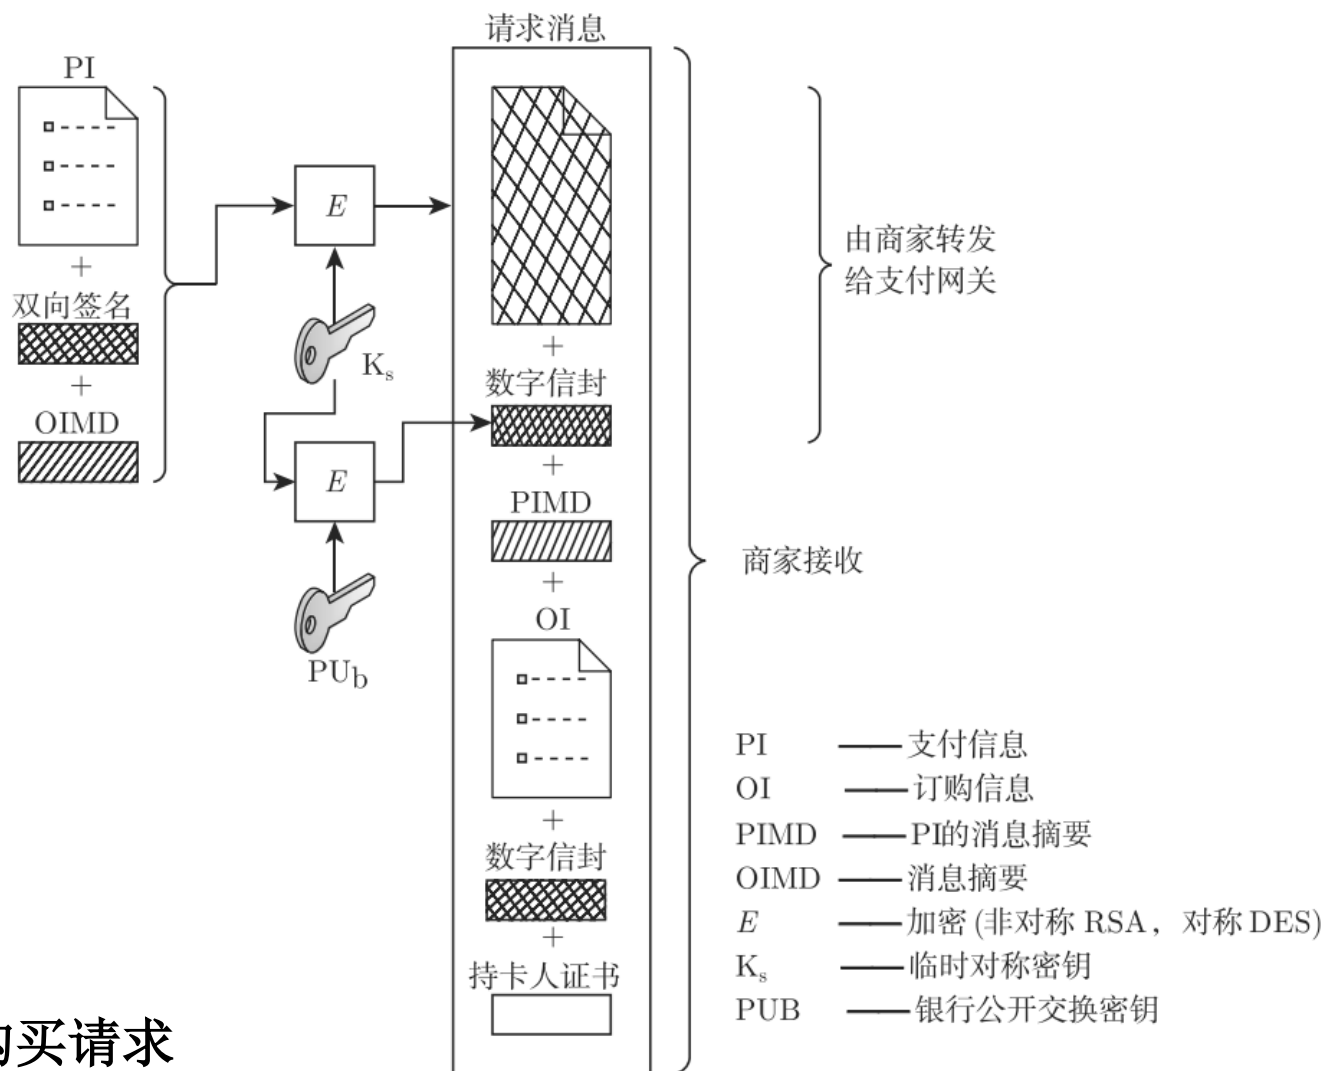 请求消息
PI
+
双向签名
+
OIMD
E
Ks
E
PUb
+
数字信封
+
PIMD
+
OI
+
数字信封
+
持卡人证书
由商家转发
给支付网关
商家接收
PI ——支付信息
OI ——订购信息
PIMD ——PI的消息摘要
OIMD ——消息摘要
E ——加密 (非对称 RSA，对称 DES)
Ks ——临时对称密钥
PUB ——银行公开交换密钥
买请求